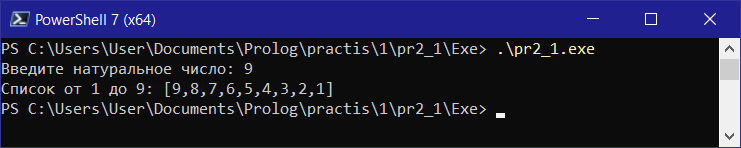 PowerShell 7 (x64)
PS C:\Users\User\Documents\Prolog\practis\1\pr2_1\Exe> .\pr2_1.exe
Введите натуральное число: 9
Список от 1 до 9: [9,8,7,6,5,4,3,2,1]
PS C:\Users\User\Documents\Prolog\practis\1\pr2_1\Exe>